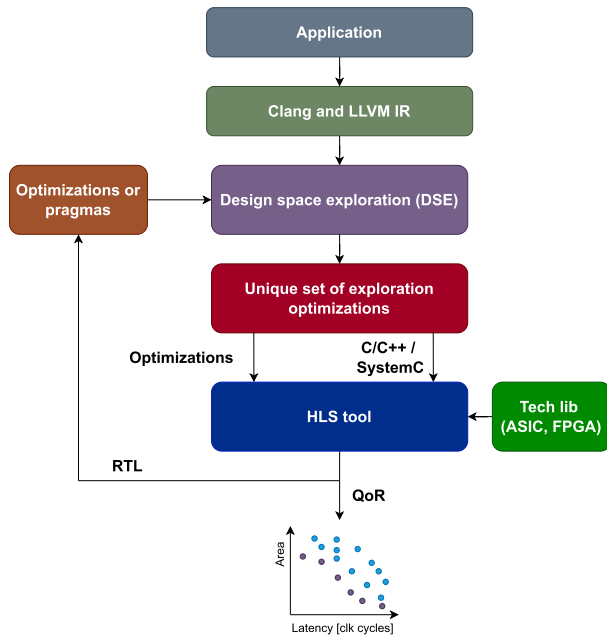 Application
Clang and LLVM IR
Optimizations or
pragmas
Design space exploration (DSE)
Unique set of exploration
optimizations
Optimizations
C/C++ /
SystemC
HLS tool
Tech lib
(ASIC, FPGA)
RTL
QoR
Area
Latency [clk cycles]